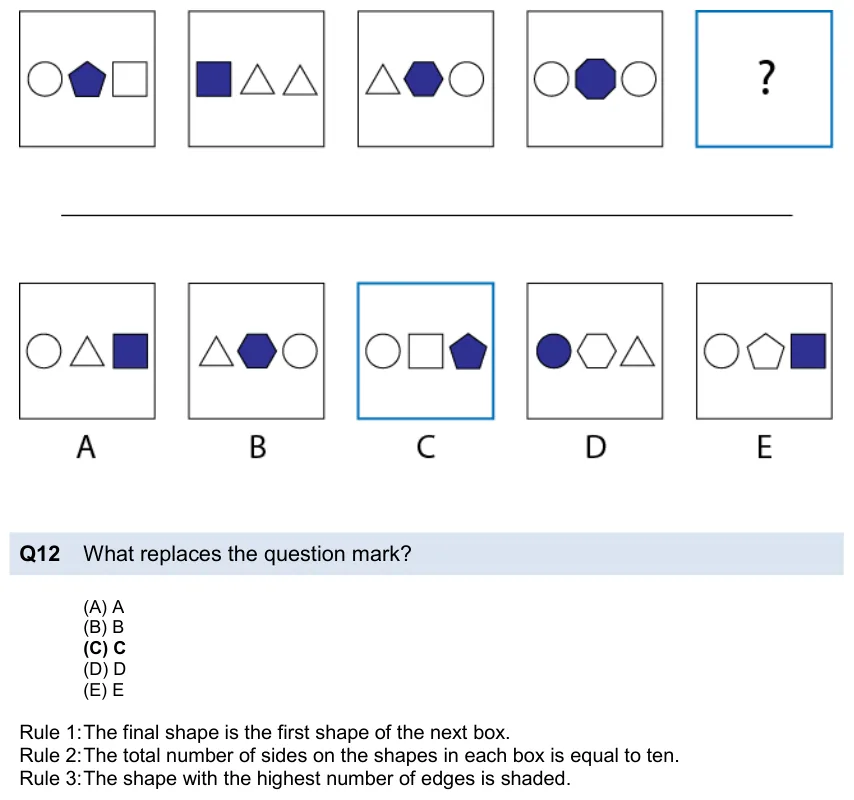 ?
A B C D E
Q12 What replaces the question mark?
(A) A
(B) B
(C) C
(D) D
(E) E
Rule 1:The final shape is the first shape of the next box.
Rule 2:The total number of sides on the shapes in each box is equal to ten.
Rule 3:The shape with the highest number of edges is shaded.